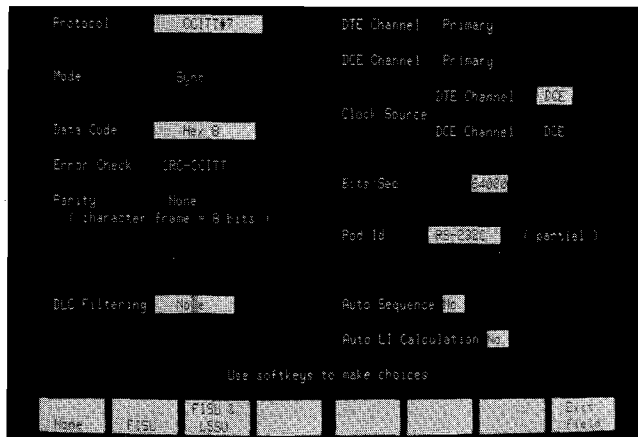 Protocol CCITT#7
Mode Sync
Data Code Hex 8
Error Check CRC-CCITT
Parity None
( character frame = 8 bits )
DLC Filtering None
DTE Channel Primary
DCE Channel Primary
Clock Source
DTE Channel DCE
DCE Channel DCE
Bits/Sec 64000
Pod Id RS-232C ( partial )
Auto Sequence No
Auto LI Calculation No
Use softkeys to make choices
None
FISU
FISU &
LSSU
Exit
Field